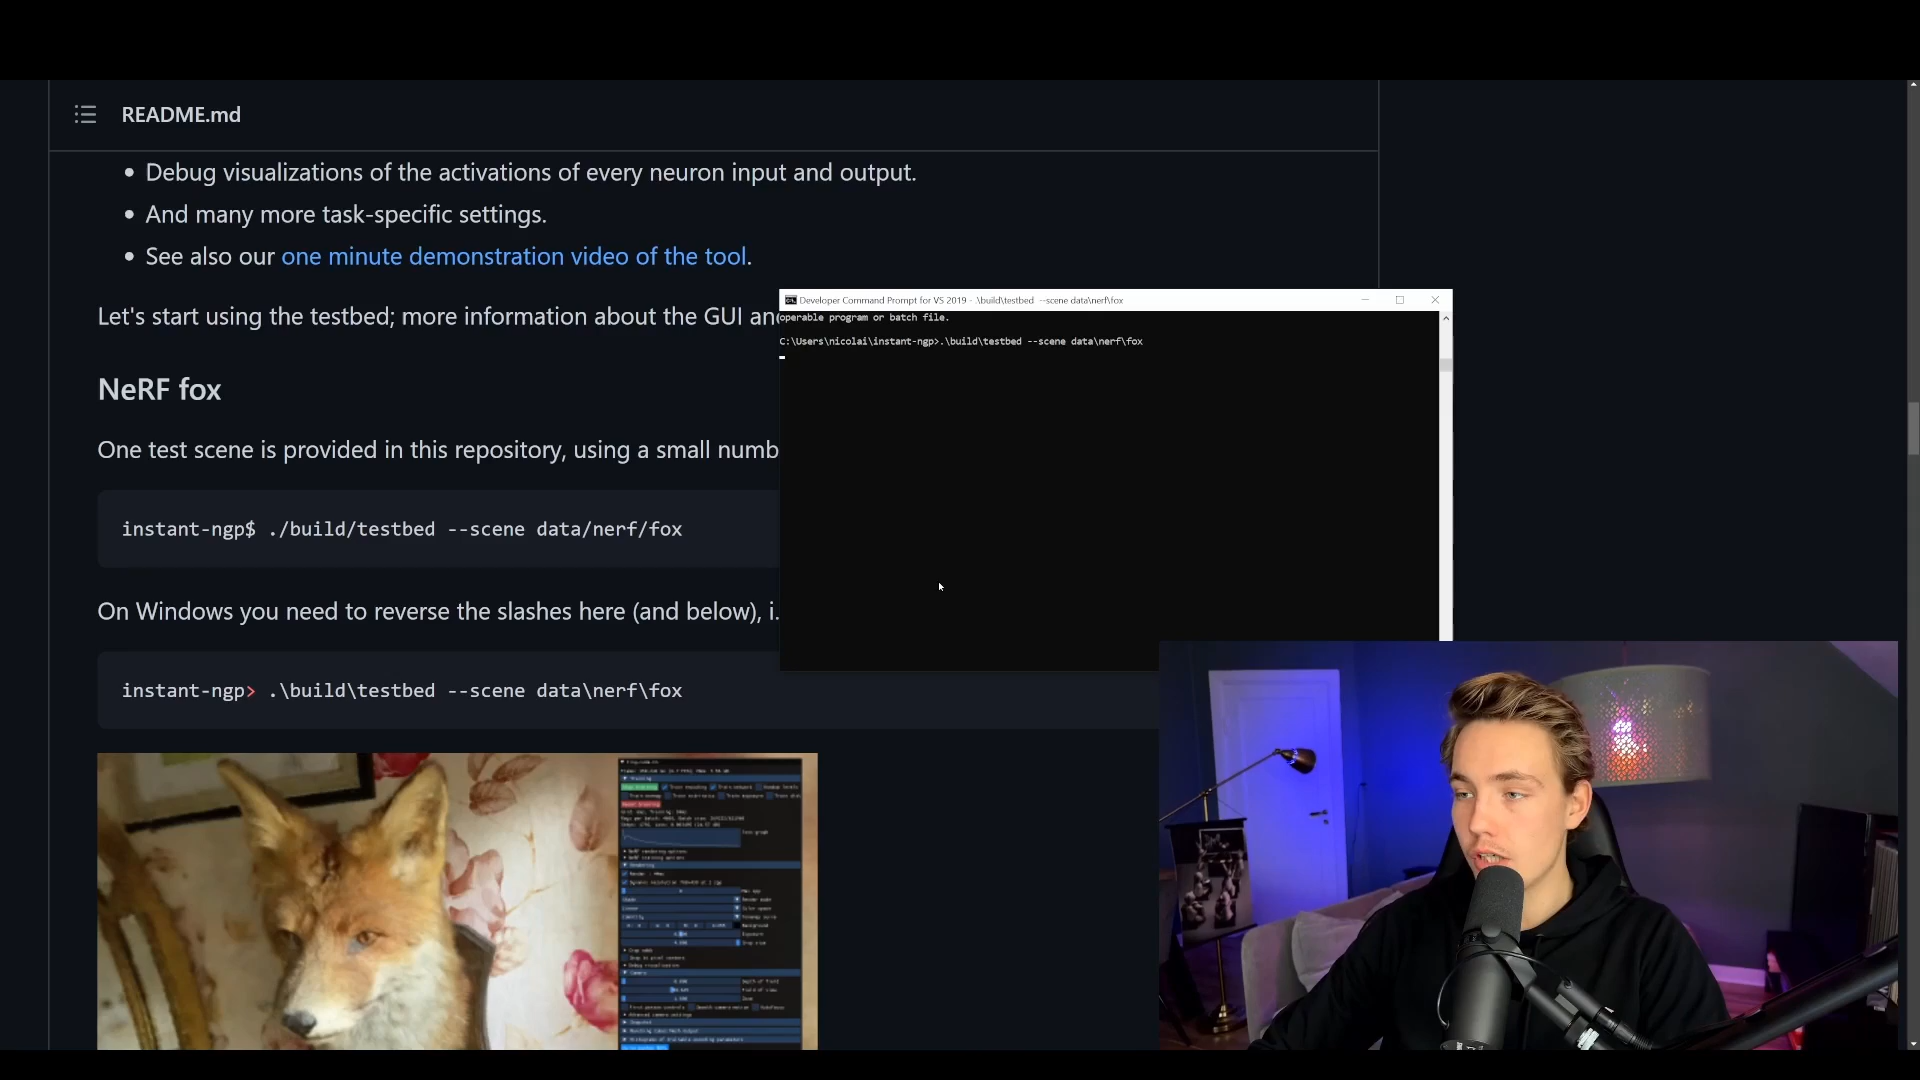 README.md
• Debug visualizations of the activations of every neuron input and output.
• And many more task-specific settings.
• See also our one minute demonstration video of the tool.
Let's start using the testbed; more information about the GUI an
NeRF fox
One test scene is provided in this repository, using a small numb
instant-ngp$ ./build/testbed --scene data/nerf/fox
On Windows you need to reverse the slashes here (and below), i.
instant-ngp> .\build\testbed --scene data\nerf\fox
Developer Command Prompt for VS 2019 - .\build\testbed --scene data\nerf\fox
operable program or batch file.
C:\Users\nicolai\instant-ngp>.\build\testbed --scene data\nerf\fox